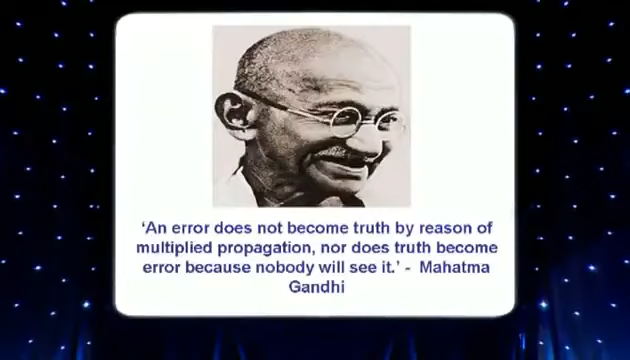 ‘An error does not become truth by reason of
multiplied propagation, nor does truth become
error because nobody will see it.’ - Mahatma
Gandhi